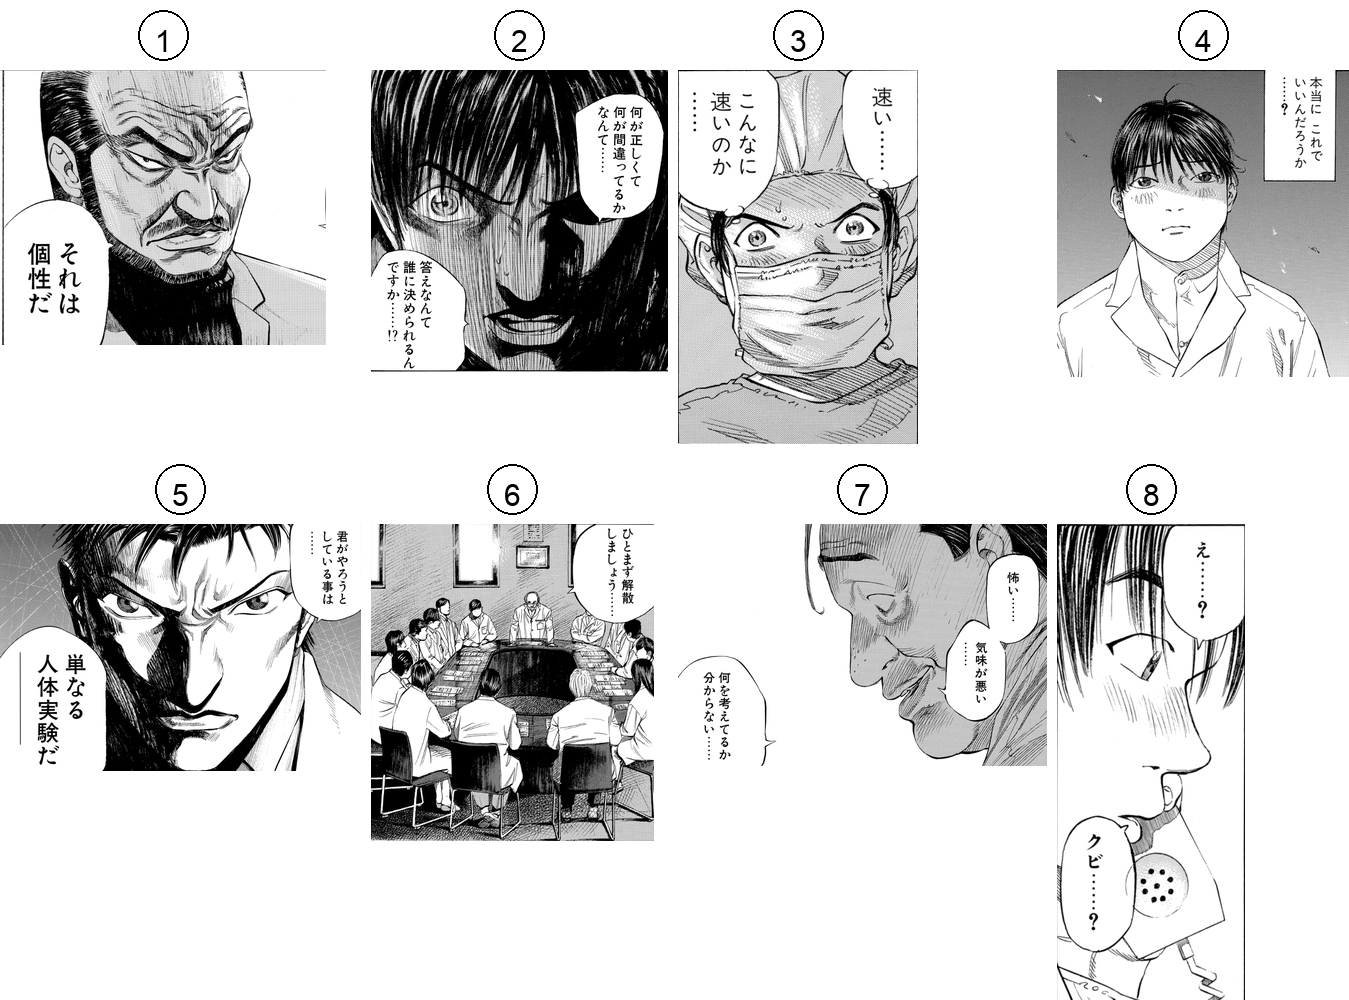 1
それは
個性だ
2
何が正しくて
何が間違ってるか
なんて……
答えなんて
誰に決められるん
ですか……!?
3
速い……
こんなに
速いのか
……
4
本当に これで
いいんだろうか
……?
5
君がやろうと
している事は
……
単なる
人体実験だ
6
ひとまず解散
しましょう……
7
怖い……
気味が悪い
……
何を考えてるか
分からない……
8
え……?
クビ……?